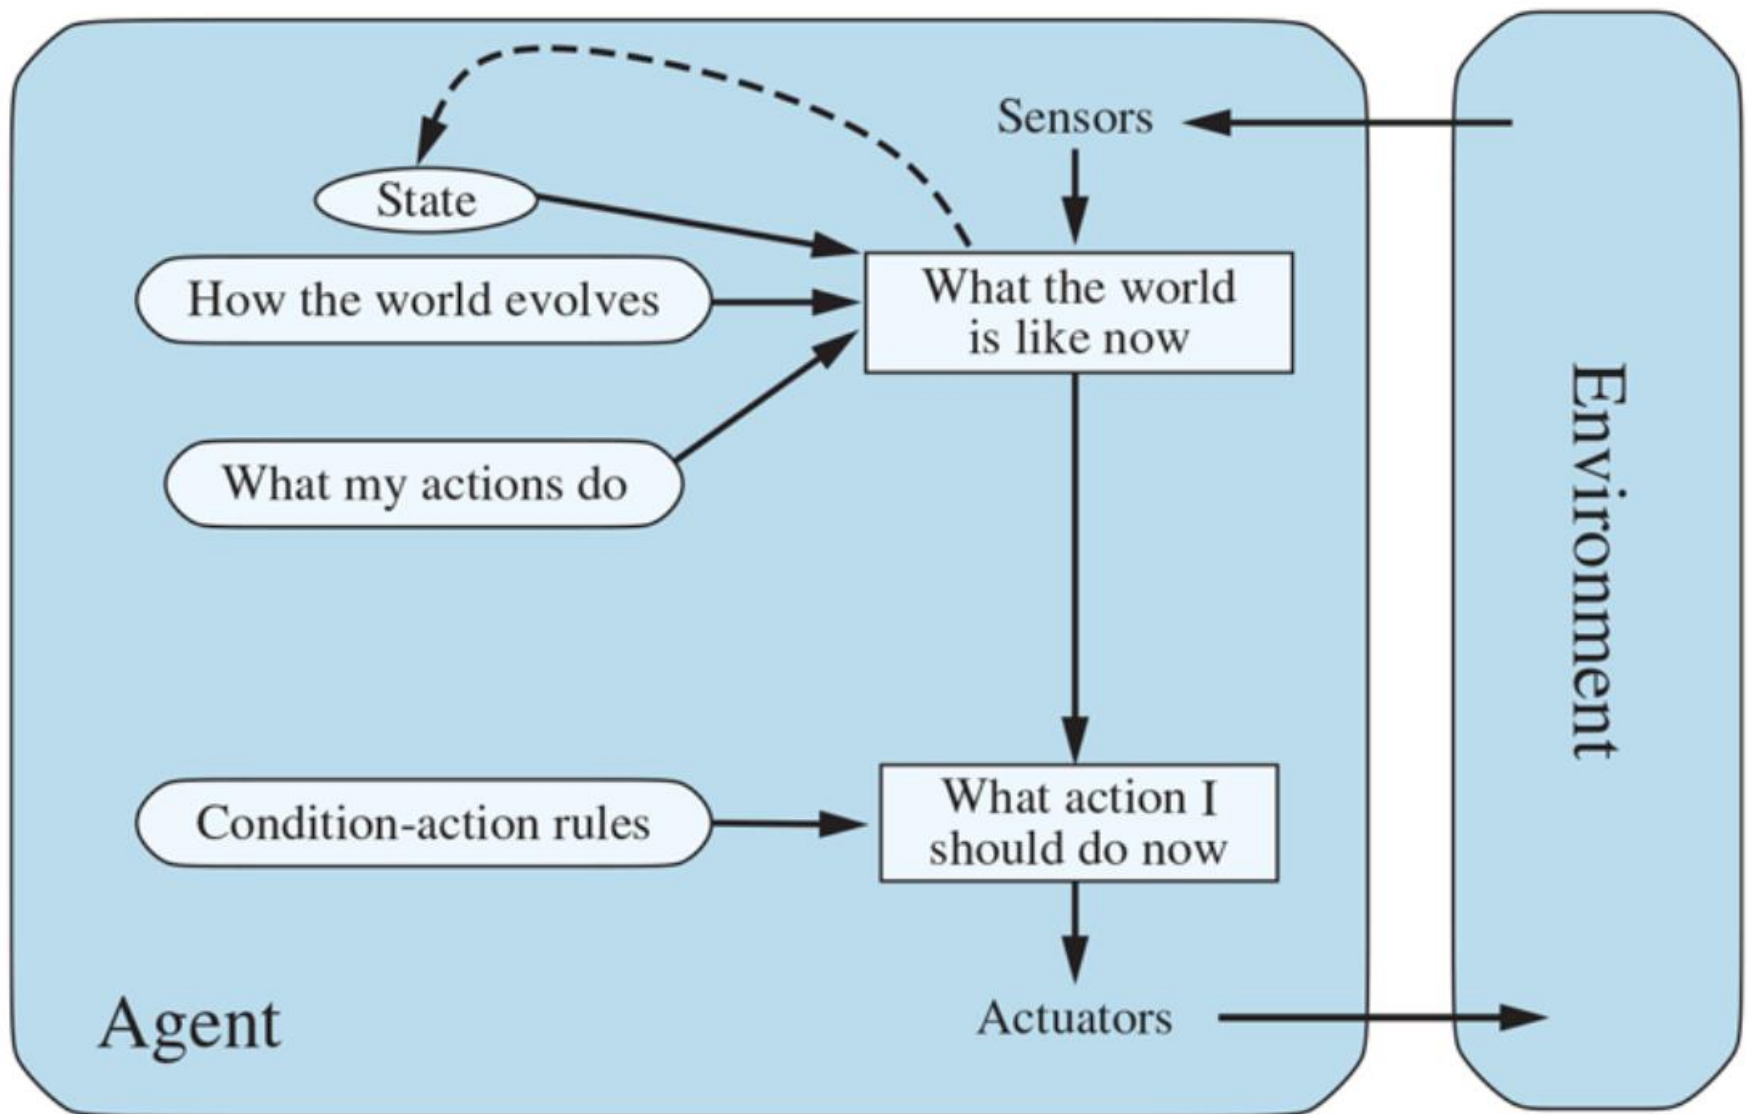 Sensors
State
How the world evolves
What the world
is like now
What my actions do
Environment
Condition-action rules
What action I
should do now
Agent
Actuators